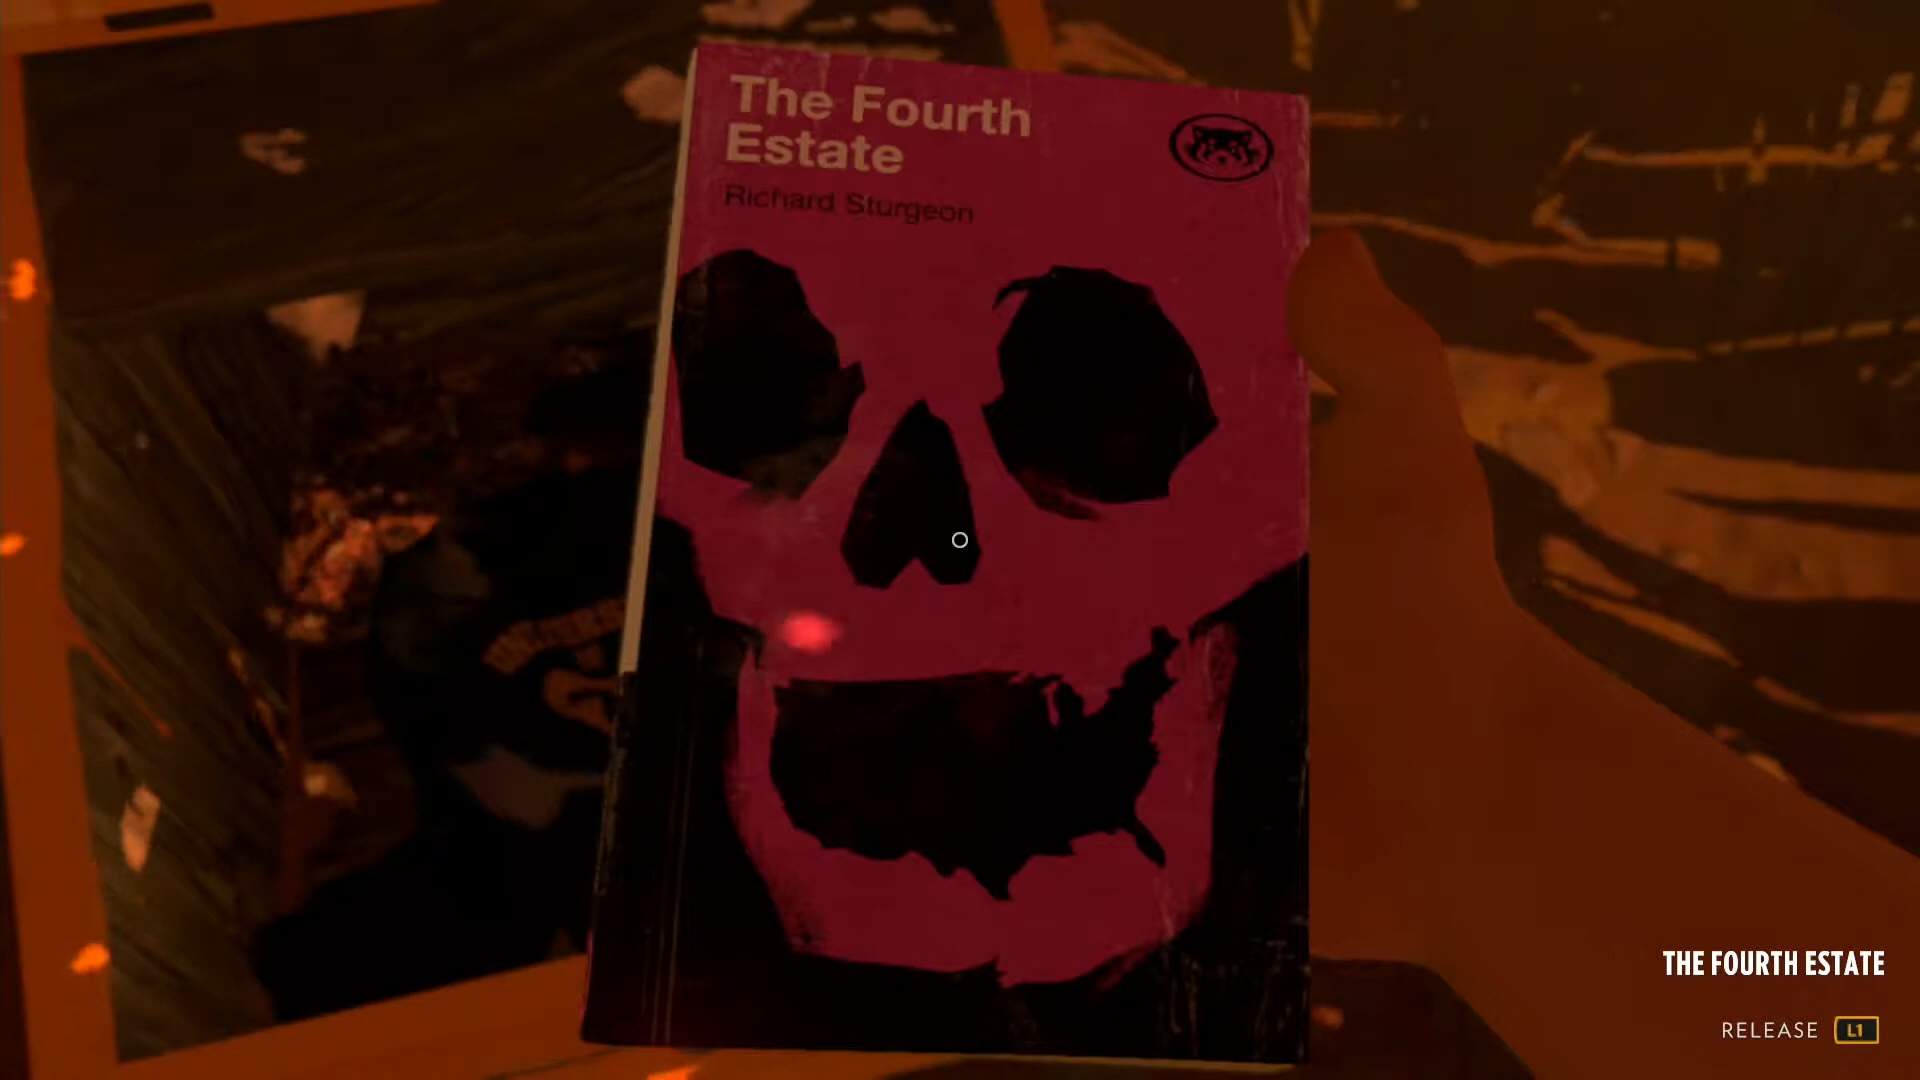 The Fourth
Estate
Richard Sturgeon
THE FOURTH ESTATE
RELEASE L1